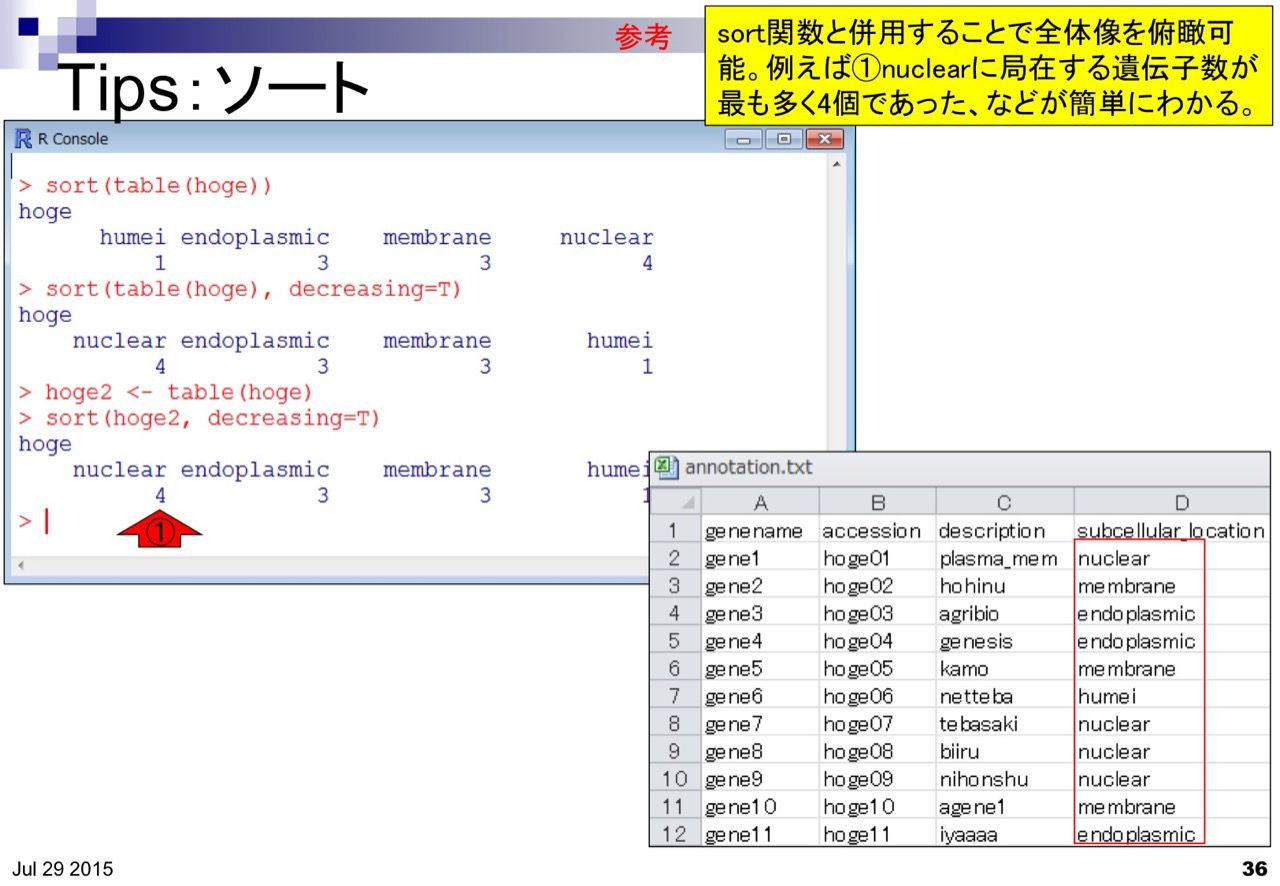 参考
sort関数と併用することで全体像を俯瞰可
能。例えば①nuclearに局在する遺伝子数が
最も多く4個であった、などが簡単にわかる。
Tips：ソート
R Console
> sort(table(hoge))
hoge
humei endoplasmic membrane nuclear
1 3 3 4
> sort(table(hoge), decreasing=T)
hoge
nuclear endoplasmic membrane humei
4 3 3 1
> hoge2 <- table(hoge)
> sort(hoge2, decreasing=T)
hoge
nuclear endoplasmic membrane humei
4 3 3 1
>
①
annotation.txt
A B C D
1 genename accession description subcellular_location
2 gene1 hoge01 plasma_mem nuclear
3 gene2 hoge02 hohinu membrane
4 gene3 hoge03 agribio endoplasmic
5 gene4 hoge04 genesis endoplasmic
6 gene5 hoge05 kamo membrane
7 gene6 hoge06 netteba humei
8 gene7 hoge07 tebasaki nuclear
9 gene8 hoge08 biiru nuclear
10 gene9 hoge09 nihonshu nuclear
11 gene10 hoge10 agene1 membrane
12 gene11 hoge11 iyaaaa endoplasmic
Jul 29 2015
36